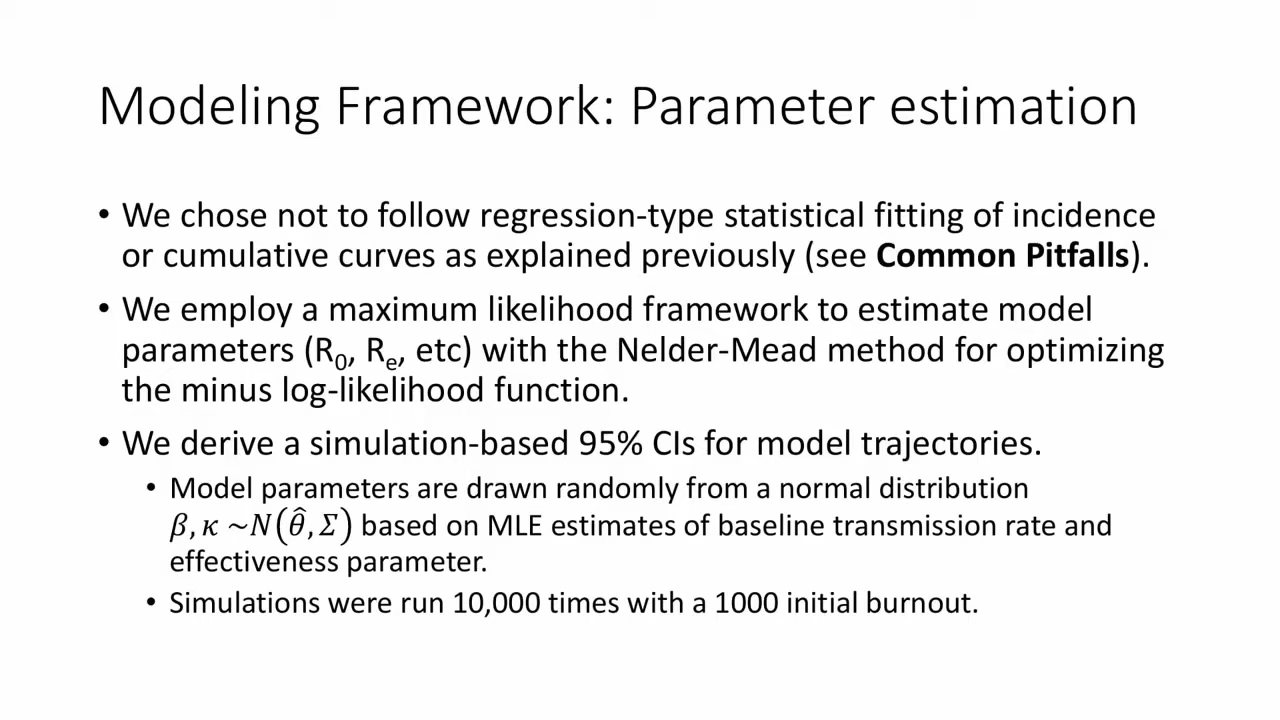 Modeling Framework: Parameter estimation
• We chose not to follow regression-type statistical fitting of incidence
or cumulative curves as explained previously (see Common Pitfalls).
• We employ a maximum likelihood framework to estimate model
parameters (R₀, Rₑ, etc) with the Nelder-Mead method for optimizing
the minus log-likelihood function.
• We derive a simulation-based 95% CIs for model trajectories.
• Model parameters are drawn randomly from a normal distribution
β, κ ~N(θ̂, Σ) based on MLE estimates of baseline transmission rate and
effectiveness parameter.
• Simulations were run 10,000 times with a 1000 initial burnout.